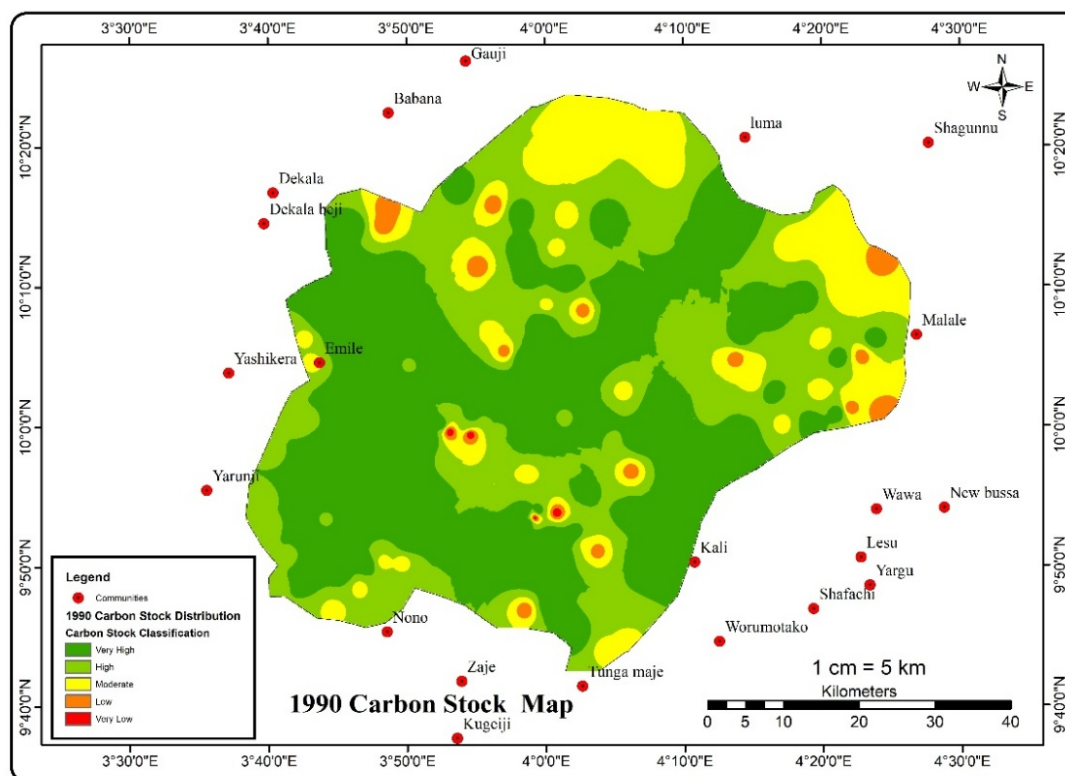 3°30'0"E 3°40'0"E 3°50'0"E 4°0'0"E 4°10'0"E 4°20'0"E 4°30'0"E
Gauji
N
W E
S
Babana
luma
Shagunnu
10°20'0"N 10°20'0"N
Dekala
Dekala boji
10°10'0"N 10°10'0"N
Malale
Emile
Yashikera
10°0'0"N 10°0'0"N
Yarunji
Wawa
New bussa
Kali
Lesu
9°50'0"N 9°50'0"N
Yargu
Shafachi
Nono
Worumotako
Zaje
Tunga maje
Kugciji
9°40'0"N 9°40'0"N
Legend
Communities
1990 Carbon Stock Distribution
Carbon Stock Classification
Very High
High
Moderate
Low
Very Low
1990 Carbon Stock Map
1 cm = 5 km
Kilometers
0 5 10 20 30 40
3°30'0"E 3°40'0"E 3°50'0"E 4°0'0"E 4°10'0"E 4°20'0"E 4°30'0"E